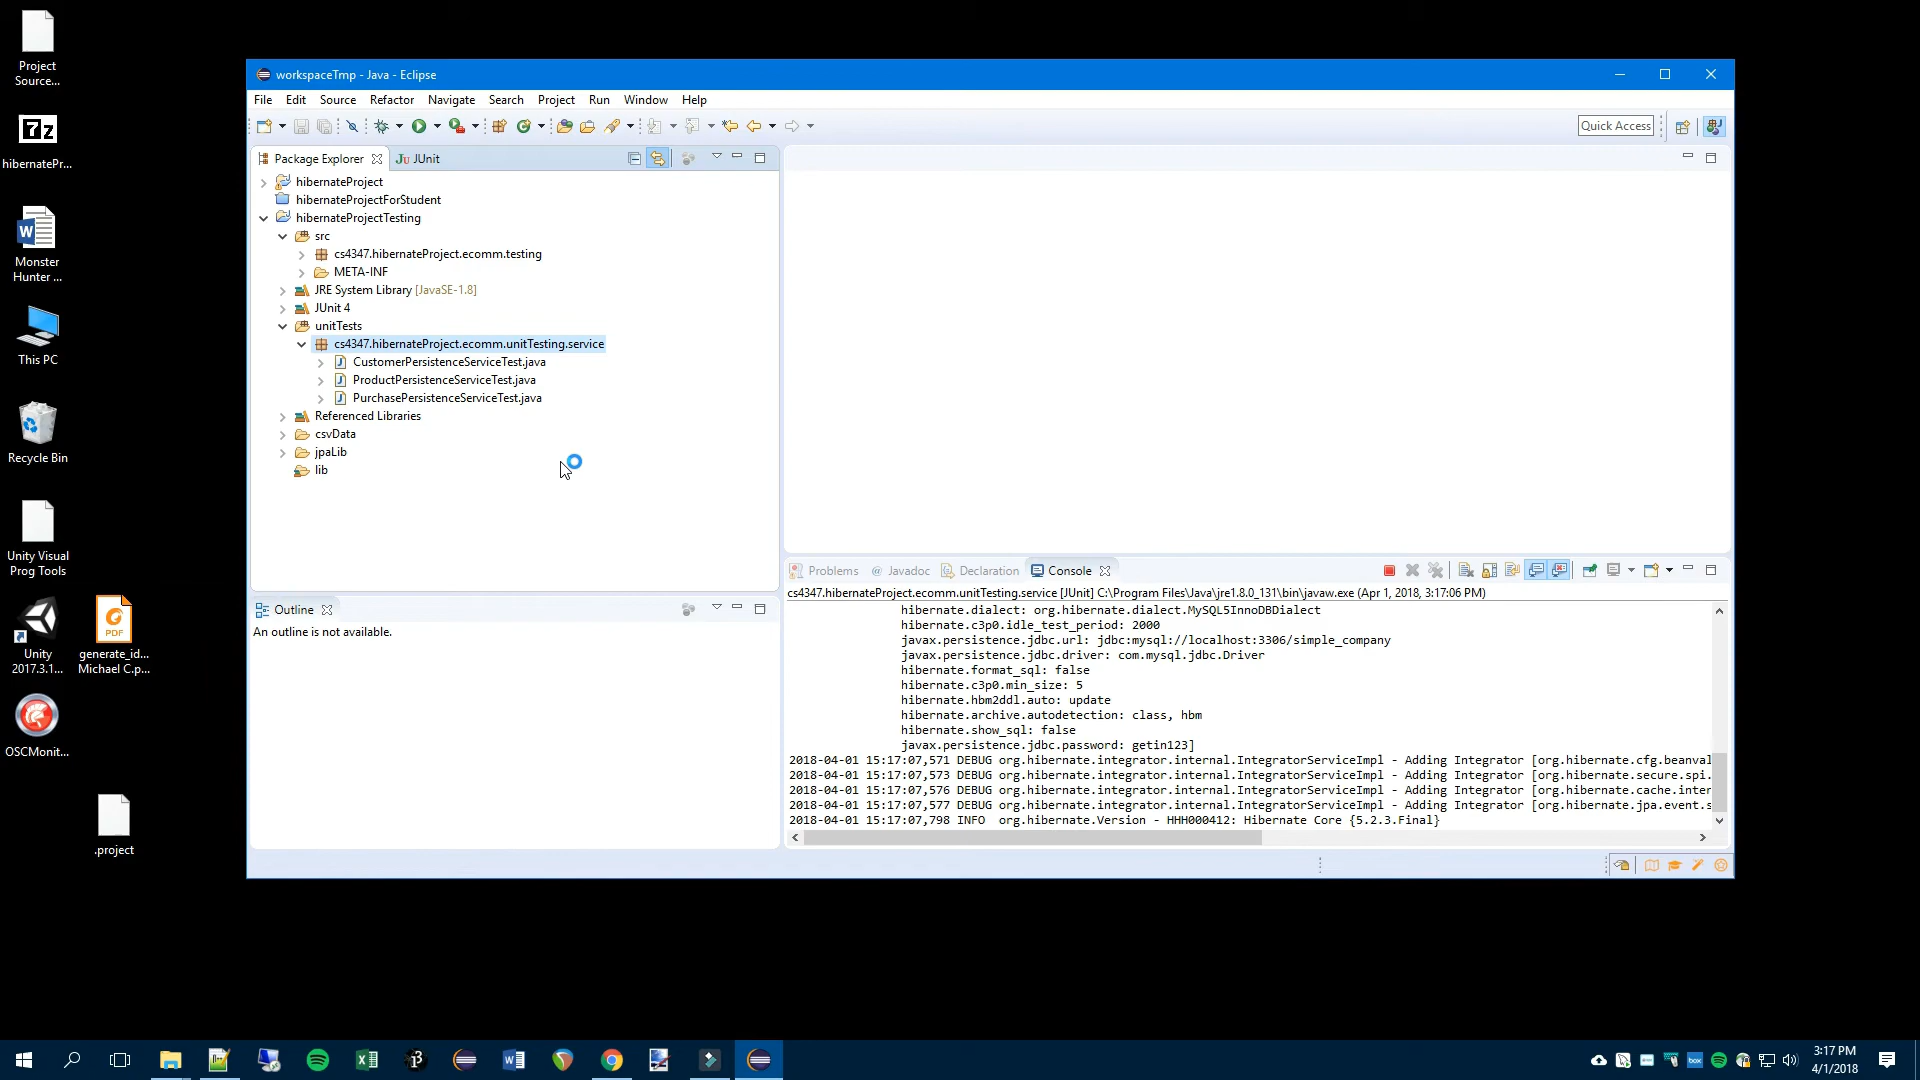 Project
Source...
7z
hibernatePr...
Monster
Hunter ...
This PC
Recycle Bin
Unity Visual
Prog Tools
Unity
2017.3.1...
PDF
generate_id...
Michael C.p...
OSCMonit...
.project
workspaceTmp - Java - Eclipse
File Edit Source Refactor Navigate Search Project Run Window Help
Quick Access
Package Explorer
JUnit
hibernateProject
hibernateProjectForStudent
hibernateProjectTesting
src
cs4347.hibernateProject.ecomm.testing
META-INF
JRE System Library [JavaSE-1.8]
JUnit 4
unitTests
cs4347.hibernateProject.ecomm.unitTesting.service
CustomerPersistenceServiceTest.java
ProductPersistenceServiceTest.java
PurchasePersistenceServiceTest.java
Referenced Libraries
csvData
jpaLib
lib
Outline
An outline is not available.
Problems @ Javadoc Declaration Console
cs4347.hibernateProject.ecomm.unitTesting.service [JUnit] C:\Program Files\Java\jre1.8.0_131\bin\javaw.exe (Apr 1, 2018, 3:17:06 PM)
hibernate.dialect: org.hibernate.dialect.MySQL5InnoDBDialect
hibernate.c3p0.idle_test_period: 2000
javax.persistence.jdbc.url: jdbc:mysql://localhost:3306/simple_company
javax.persistence.jdbc.driver: com.mysql.jdbc.Driver
hibernate.format_sql: false
hibernate.c3p0.min_size: 5
hibernate.hbm2ddl.auto: update
hibernate.archive.autodetection: class, hbm
hibernate.show_sql: false
javax.persistence.jdbc.password: getin123]
2018-04-01 15:17:07,571 DEBUG org.hibernate.integrator.internal.IntegratorServiceImpl - Adding Integrator [org.hibernate.cfg.beanval
2018-04-01 15:17:07,573 DEBUG org.hibernate.integrator.internal.IntegratorServiceImpl - Adding Integrator [org.hibernate.secure.spi.
2018-04-01 15:17:07,576 DEBUG org.hibernate.integrator.internal.IntegratorServiceImpl - Adding Integrator [org.hibernate.cache.inter
2018-04-01 15:17:07,577 DEBUG org.hibernate.integrator.internal.IntegratorServiceImpl - Adding Integrator [org.hibernate.jpa.event.s
2018-04-01 15:17:07,798 INFO org.hibernate.Version - HHH000412: Hibernate Core {5.2.3.Final}
box
3:17 PM
4/1/2018